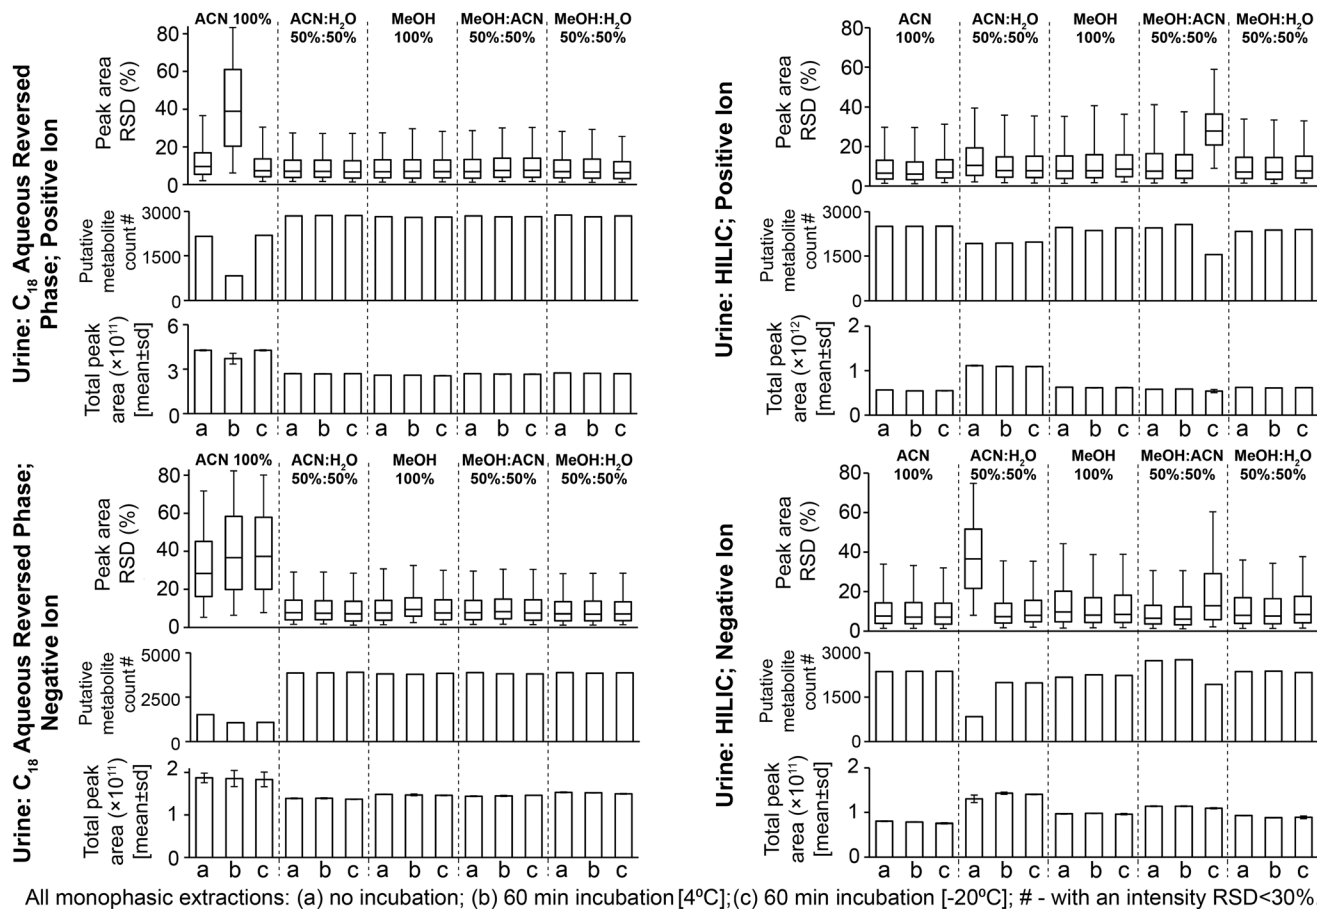 Urine: C18 Aqueous Reversed
Phase; Positive Ion
ACN 100%
ACN:H2O
50%:50%
MeOH
100%
MeOH:ACN
50%:50%
MeOH:H2O
50%:50%
Peak area
RSD (%)
80
60
40
20
0
Putative
metabolite
count#
3000
1500
0
Total peak
area (×10¹¹)
[mean±sd]
6
3
0
a b c a b c a b c a b c a b c
Urine: HILIC; Positive Ion
ACN
100%
ACN:H2O
50%:50%
MeOH
100%
MeOH:ACN
50%:50%
MeOH:H2O
50%:50%
Peak area
RSD (%)
80
60
40
20
0
Putative
metabolite
count#
3000
1500
0
Total peak
area (×10¹²)
[mean±sd]
2
1
0
a b c a b c a b c a b c a b c
Urine: C18 Aqueous Reversed Phase;
Negative Ion
ACN 100%
ACN:H2O
50%:50%
MeOH
100%
MeOH:ACN
50%:50%
MeOH:H2O
50%:50%
Peak area
RSD (%)
80
60
40
20
0
Putative
metabolite
count#
5000
2500
0
Total peak
area (×10¹¹)
[mean±sd]
2
1
0
a b c a b c a b c a b c a b c
Urine: HILIC; Negative Ion
ACN
100%
ACN:H2O
50%:50%
MeOH
100%
MeOH:ACN
50%:50%
MeOH:H2O
50%:50%
Peak area
RSD (%)
80
60
40
20
0
Putative
metabolite
count#
3000
1500
0
Total peak
area (×10¹¹)
[mean±sd]
2
1
0
a b c a b c a b c a b c a b c
All monophasic extractions: (a) no incubation; (b) 60 min incubation [4ºC];(c) 60 min incubation [-20ºC]; # - with an intensity RSD<30%.